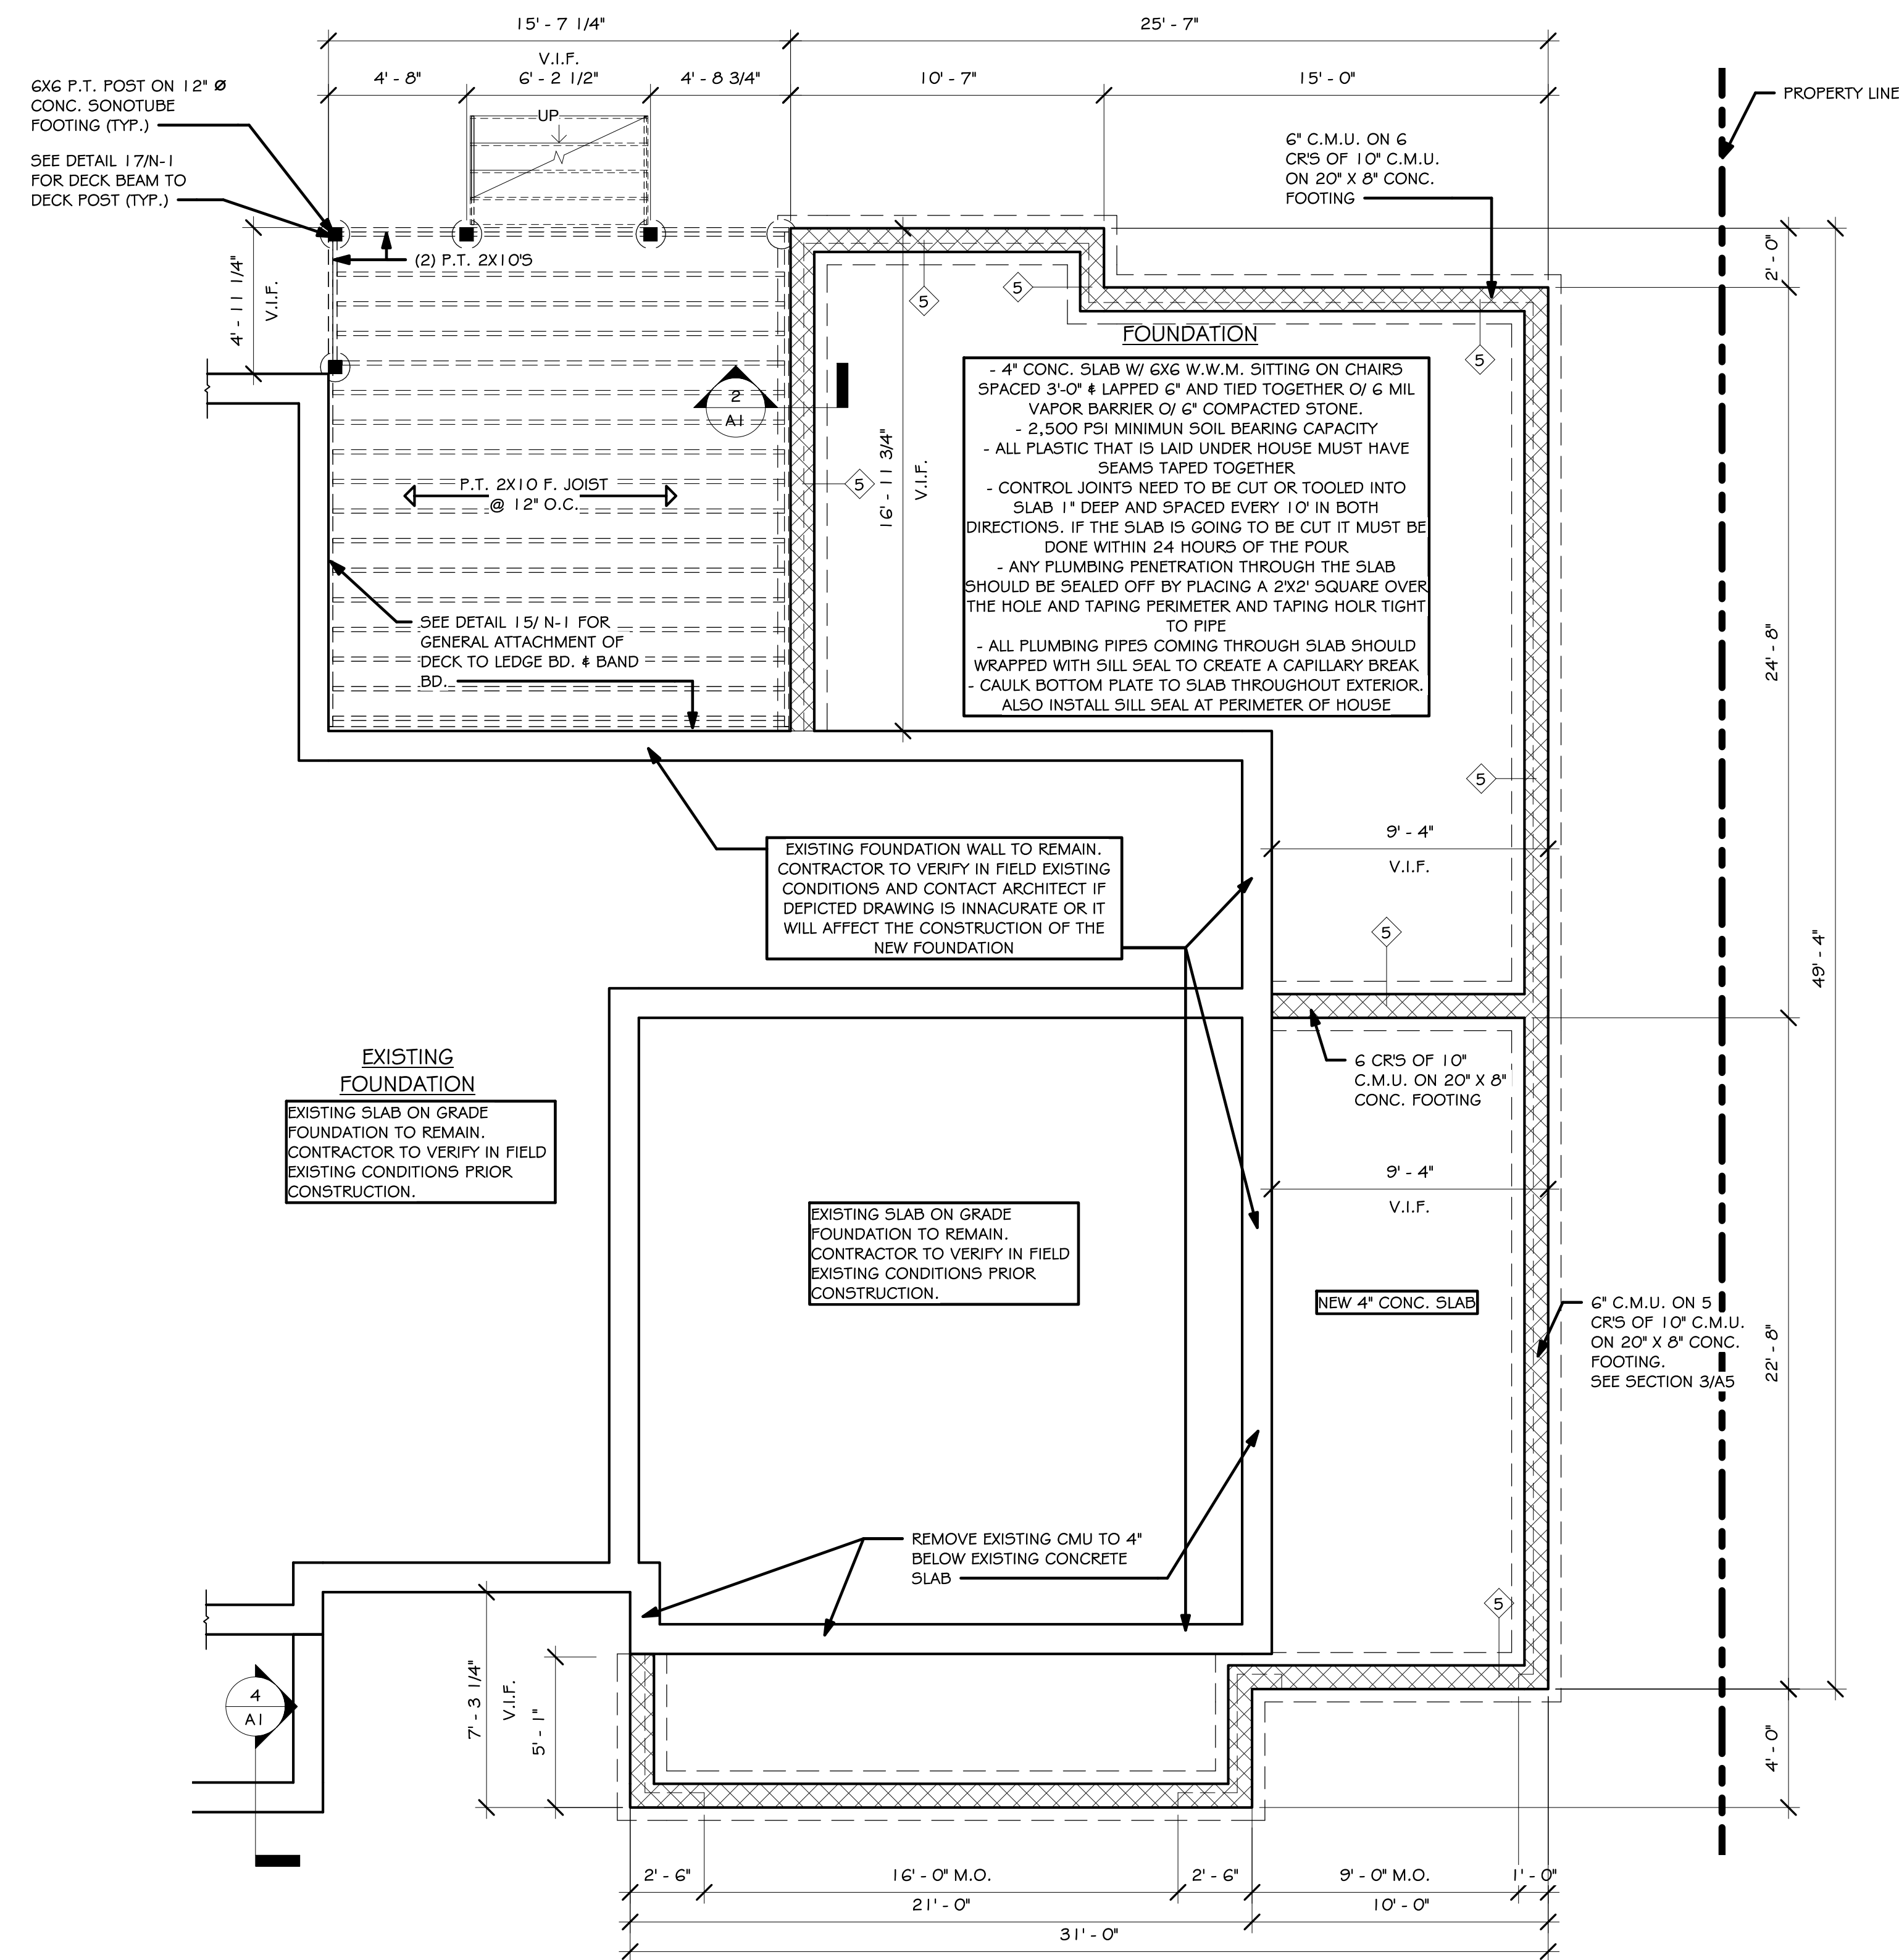 15' - 7 1/4"
25' - 7"
V.I.F.
4' - 8"
6' - 2 1/2"
4' - 8 3/4"
10' - 7"
15' - 0"
6X6 P.T. POST ON 12" Ø
CONC. SONOTUBE
FOOTING (TYP.)
SEE DETAIL 17/N-1
FOR DECK BEAM TO
DECK POST (TYP.)
UP
PROPERTY LINE
6" C.M.U. ON 6
CR'S OF 10" C.M.U.
ON 20" X 8" CONC.
FOOTING
(2) P.T. 2X10'S
4' - 11 1/4"
V.I.F.
2' - 0"
5
5
5
FOUNDATION
- 4" CONC. SLAB W/ 6X6 W.W.M. SITTING ON CHAIRS
SPACED 3'-0" & LAPPED 6" AND TIED TOGETHER O/ 6 MIL
VAPOR BARRIER O/ 6" COMPACTED STONE.
- 2,500 PSI MINIMUN SOIL BEARING CAPACITY
- ALL PLASTIC THAT IS LAID UNDER HOUSE MUST HAVE
SEAMS TAPED TOGETHER
- CONTROL JOINTS NEED TO BE CUT OR TOOLED INTO
SLAB 1" DEEP AND SPACED EVERY 10' IN BOTH
DIRECTIONS. IF THE SLAB IS GOING TO BE CUT IT MUST BE
DONE WITHIN 24 HOURS OF THE POUR
- ANY PLUMBING PENETRATION THROUGH THE SLAB
SHOULD BE SEALED OFF BY PLACING A 2'X2' SQUARE OVER
THE HOLE AND TAPING PERIMETER AND TAPING HOLR TIGHT
TO PIPE
- ALL PLUMBING PIPES COMING THROUGH SLAB SHOULD
WRAPPED WITH SILL SEAL TO CREATE A CAPILLARY BREAK
- CAULK BOTTOM PLATE TO SLAB THROUGHOUT EXTERIOR.
ALSO INSTALL SILL SEAL AT PERIMETER OF HOUSE
2
A1
16' - 11 3/4"
V.I.F.
5
P.T. 2X10 F. JOIST
@ 12" O.C.
SEE DETAIL 15/ N-1 FOR
GENERAL ATTACHMENT OF
DECK TO LEDGE BD. & BAND
BD.
24' - 8"
5
9' - 4"
V.I.F.
EXISTING FOUNDATION WALL TO REMAIN.
CONTRACTOR TO VERIFY IN FIELD EXISTING
CONDITIONS AND CONTACT ARCHITECT IF
DEPICTED DRAWING IS INNACURATE OR IT
WILL AFFECT THE CONSTRUCTION OF THE
NEW FOUNDATION
5
49' - 4"
6 CR'S OF 10"
C.M.U. ON 20" X 8"
CONC. FOOTING
EXISTING
FOUNDATION
EXISTING SLAB ON GRADE
FOUNDATION TO REMAIN.
CONTRACTOR TO VERIFY IN FIELD
EXISTING CONDITIONS PRIOR
CONSTRUCTION.
9' - 4"
V.I.F.
EXISTING SLAB ON GRADE
FOUNDATION TO REMAIN.
CONTRACTOR TO VERIFY IN FIELD
EXISTING CONDITIONS PRIOR
CONSTRUCTION.
NEW 4" CONC. SLAB
6" C.M.U. ON 5
CR'S OF 10" C.M.U.
ON 20" X 8" CONC.
FOOTING.
SEE SECTION 3/A5
22' - 8"
REMOVE EXISTING CMU TO 4"
BELOW EXISTING CONCRETE
SLAB
5
7' - 3 1/4"
V.I.F.
5' - 1"
4
A1
4' - 0"
2' - 6"
16' - 0" M.O.
2' - 6"
9' - 0" M.O.
1' - 0"
21' - 0"
10' - 0"
31' - 0"